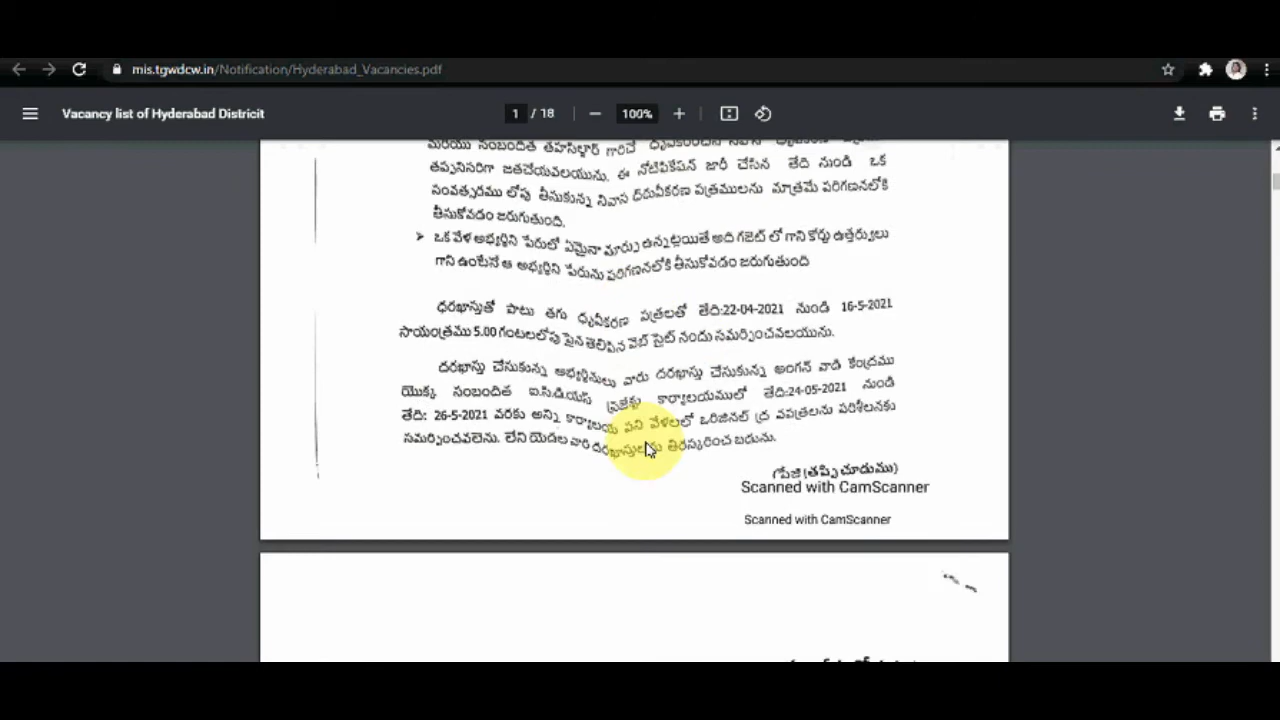 mis.tgwdcw.in/Notification/Hyderabad_Vacancies.pdf
Vacancy list of Hyderabad Districit
1 / 18
100%
మరియు సంబందిత తహసిల్దార్ గారిచే
తప్పనిసరిగా జతచేయవలయును. ఈ నోటిఫికేషన్ జారీ చేసిన తేది నుండి ఒక
సంవత్సరము లోపు తీసుకున్న నివాస ధ్రువీకరణ పత్రములను మాత్రమే పరిగణనలోకి
తీసుకోవడం జరుగుతుంది.
➢ ఒక వేళ అభ్యర్థిని పేరులో ఏమైనా మార్పు ఉన్నట్లయితే అది గజెట్ లో గాని కోర్టు ఉత్తర్వులు
గాని ఉంటేనే ఆ అభ్యర్థిని పేరును పరిగణనలోకి తీసుకోవడం జరుగుతుంది
ధరఖాస్తుతో పాటు తగు ధృవీకరణ పత్రలతో తేది:22-04-2021 నుండి 16-5-2021
సాయంత్రము 5.00 గంటలలోపు పైన తెలిపిన వెబ్ సైట్ నందు సమర్పించవలయును.
దరఖాస్తు చేసుకున్న అభ్యర్థినులు వారు దరఖాస్తు చేసుకున్న అంగన్ వాడి కేంద్రము
యొక్క సంబందిత ఐ.సి.డి.యస్ ప్రాజెక్టు కార్యాలయములో తేది:24-05-2021 నుండి
తేది: 26-5-2021 వరకు అన్ని కార్యాలయ పని వేళలలో ఒరిజినల్ ధ్ర వపత్రలను పరిశీలనకు
సమర్పించవలెను. లేని యెడల వారి దరఖాస్తులను తిరస్కరించ బడును.
(తప్పి చూడుము)
Scanned with CamScanner
Scanned with CamScanner